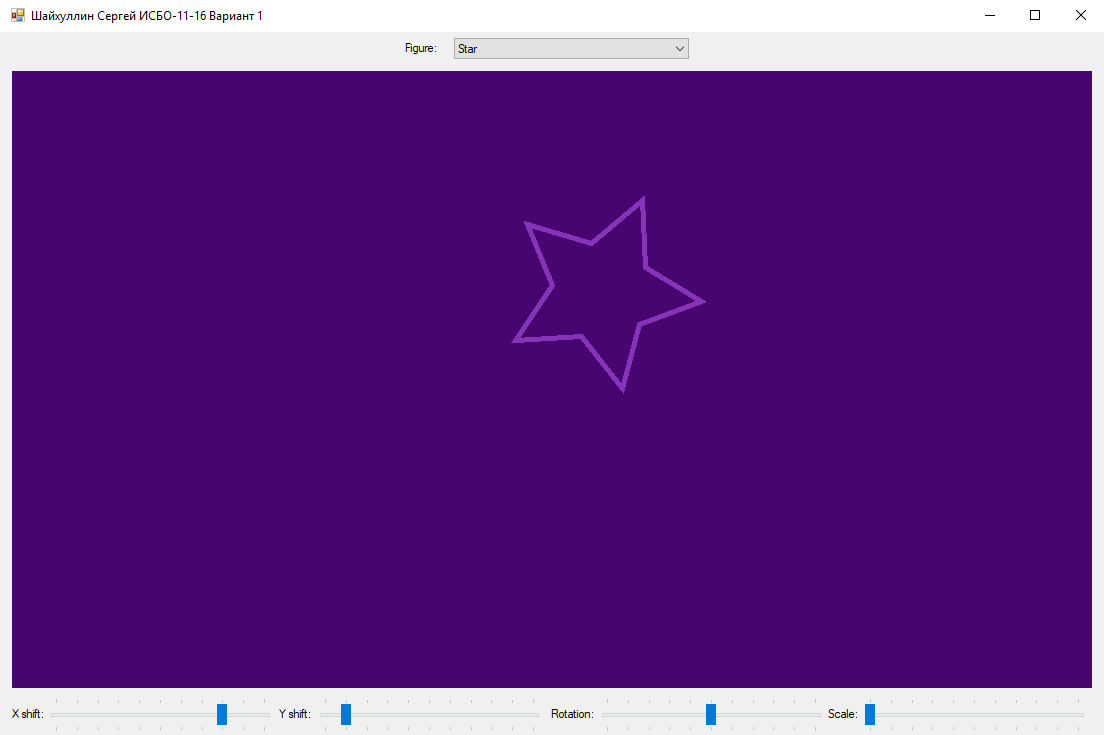 Шайхуллин Сергей ИСБО-11-16 Вариант 1
Figure: Star
X shift: Y shift: Rotation: Scale: